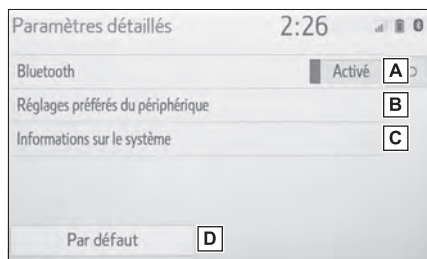 Paramètres détaillés 2:26
Bluetooth Activé A
Réglages préférés du périphérique B
Informations sur le système C
Par défaut D